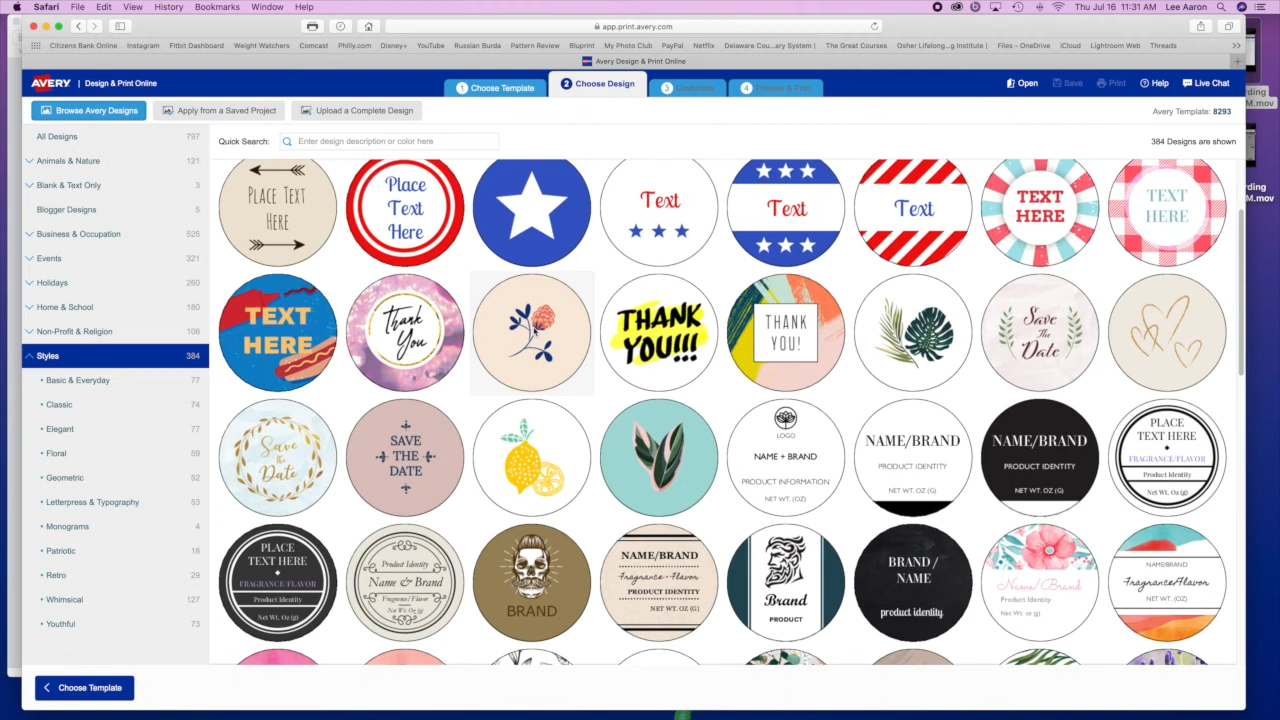 Safari File Edit View History Bookmarks Window Help Thu Jul 16 11:31 AM Lee Aaron
app.print.avery.com
Citizens Bank Online Instagram Fitbit Dashboard Weight Watchers Comcast Philly.com Disney+ YouTube Russian Burda Pattern Review Bluprint My Photo Club PayPal Netflix Delaware Cou...ary System | The Great Courses Osher Lifelong...g Institute | Files - OneDrive iCloud Lightroom Web Threads
Avery Design & Print Online
AVERY Design & Print Online 1 Choose Template 2 Choose Design 3 Customize 4 Preview & Print Open Save Print Help Live Chat
Browse Avery Designs Apply from a Saved Project Upload a Complete Design Avery Template: 8293
Quick Search: Enter design description or color here 384 Designs are shown
All Designs 797
Animals & Nature 121
Blank & Text Only 3
Blogger Designs 5
Business & Occupation 525
Events 321
Holidays 260
Home & School 180
Non-Profit & Religion 106
Styles 384
Basic & Everyday 77
Classic 74
Elegant 77
Floral 59
Geometric 52
Letterpress & Typography 53
Monograms 4
Patriotic 18
Retro 29
Whimsical 127
Youthful 73
Choose Template
PLACE TEXT
HERE
Place
Text
Here
Text
Text
Text
TEXT
HERE
TEXT
HERE
TEXT
HERE
Thank
You
THANK
YOU!!!
THANK
YOU!
Save
The
Date
Save
the
Date
SAVE
THE
DATE
LOGO
NAME + BRAND
PRODUCT INFORMATION
NET WT. (OZ)
NAME/BRAND
PRODUCT IDENTITY
NET WT. OZ (G)
NAME/BRAND
PRODUCT IDENTITY
NET WT. OZ (G)
PLACE
TEXT HERE
FRAGRANCE/FLAVOR
Product Identity
Net Wt. Oz (g)
PLACE
TEXT HERE
FRAGRANCE/FLAVOR
Product Identity
Net Wt. Oz (g)
Product Identity
Name & Brand
Fragrance/Flavor
Net Wt Oz (G)
BRAND
NAME/BRAND
Fragrance + Flavor
PRODUCT IDENTITY
NET WT. OZ (G)
Brand
PRODUCT
BRAND /
NAME
product identity
Name/Brand
Product Identity
Net Wt. oz (g)
NAME/BRAND
Fragrance/Flavor
NET WT. (OZ)